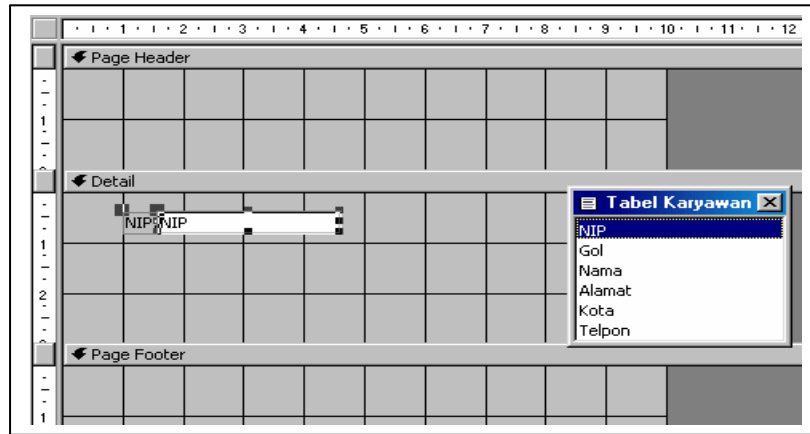 1 2 3 4 5 6 7 8 9 10 11 12
Page Header
1
Detail
NIP NIP
1
2
Tabel Karyawan
NIP
Gol
Nama
Alamat
Kota
Telpon
Page Footer
1